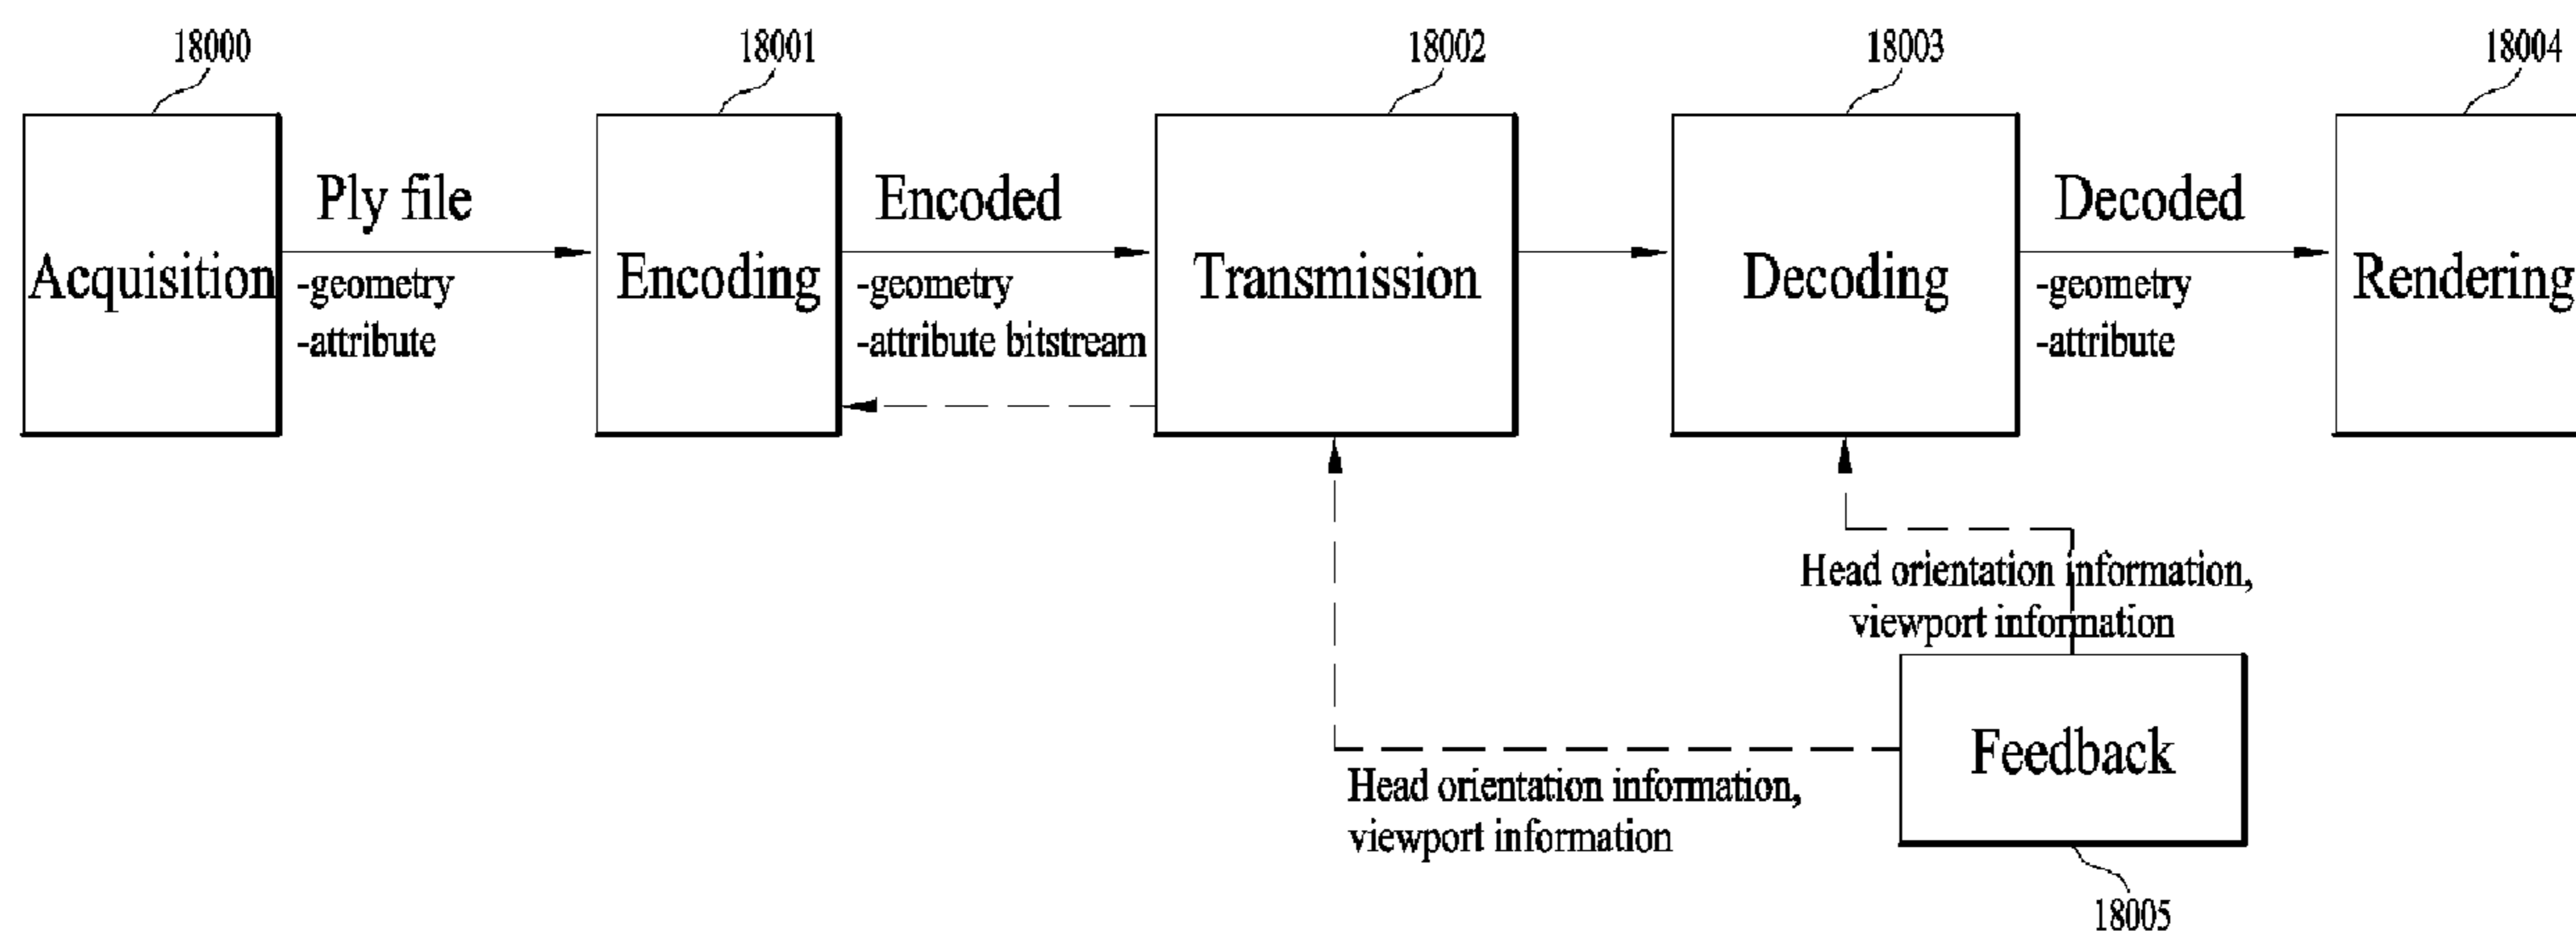 18000
18001
18002
18003
18004
Acquisition
Ply file
-geometry
-attribute
Encoding
Encoded
-geometry
-attribute bitstream
Transmission
Decoding
Decoded
-geometry
-attribute
Rendering
Head orientation information,
viewport information
Head orientation information,
viewport information
Feedback
18005